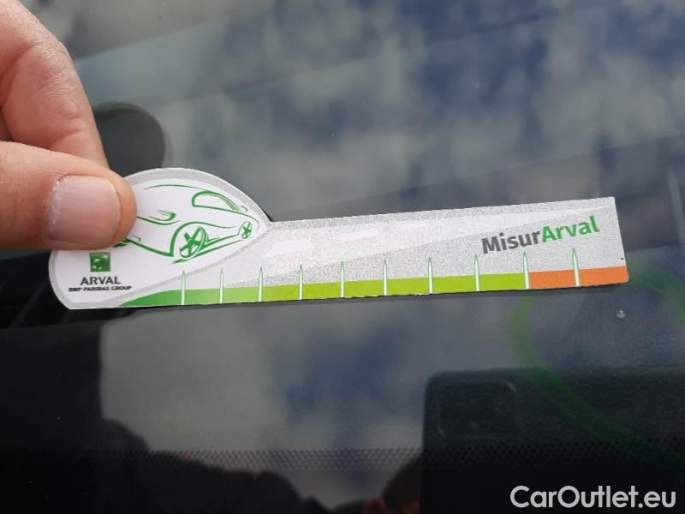 MisurArval
ARVAL
BNP PARIBAS GROUP
CarOutlet.eu